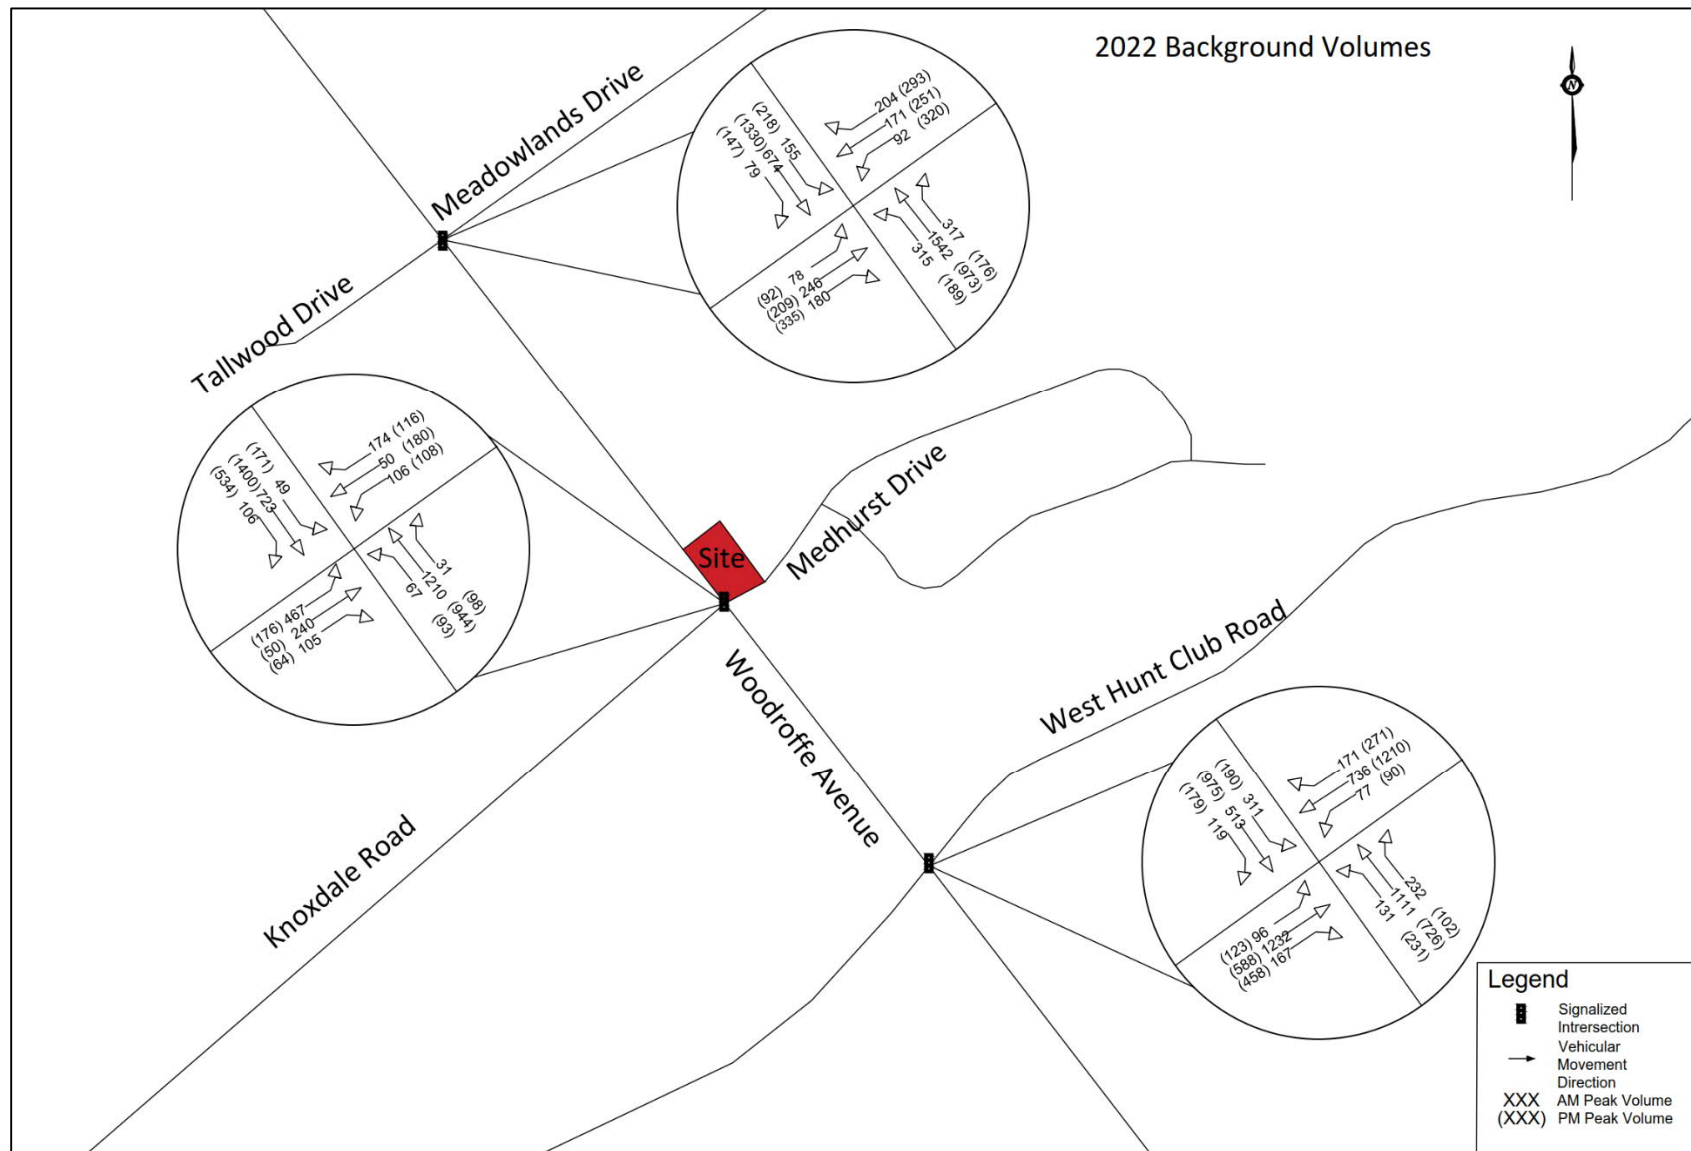 2022 Background Volumes
N
Meadowlands Drive
Tallwood Drive
(218) 155
(1330) 674
(147) 79
204 (293)
171 (251)
92 (320)
317 (176)
1542 (973)
315 (189)
(92) 78
(209) 246
(335) 180
(171) 49
(1400) 723
(534) 106
174 (116)
50 (180)
106 (108)
31 (98)
1210 (944)
67 (93)
(176) 467
(50) 240
(64) 105
Site
Medhurst Drive
Woodroffe Avenue
West Hunt Club Road
Knoxdale Road
(190) 311
(975) 513
(179) 119
171 (271)
736 (1210)
77 (90)
232 (102)
1111 (726)
131 (231)
(123) 96
(588) 1232
(458) 167
Legend
Signalized
Intrersection
Vehicular
Movement
Direction
XXX AM Peak Volume
(XXX) PM Peak Volume